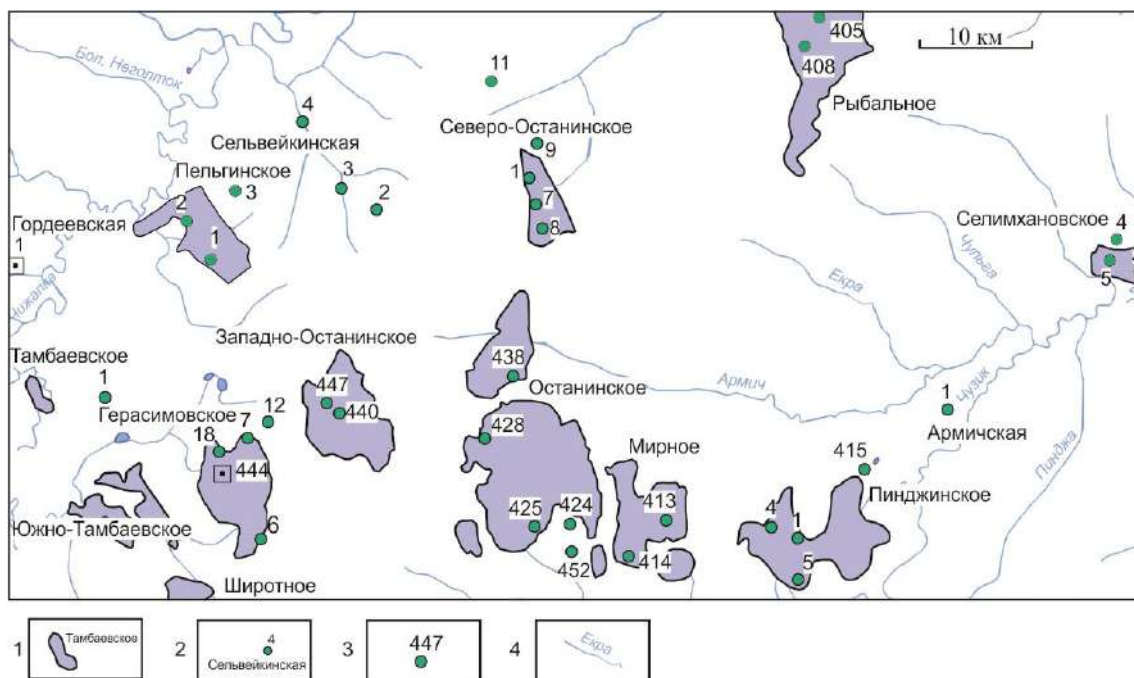 405
10 км
Бол. Неголток
11
408
4
Рыбальное
Северо-Останинское
Сельвейкинская
9
Пельгинское
3
1
3
2
7
Селимхановское
2
8
4
Гордеевская
1
1
5
Чульга
Екра
Чижапка
Западно-Останинское
Тамбаевское
438
1
447
Останинское
Армич
Чузик
1
440
Герасимовское
12
7
428
Армичская
18
Мирное
415
Пинджа
444
Пинджинское
413
425
424
4
1
Южно-Тамбаевское
6
452
414
5
Широтное
1
Тамбаевское
2
4
Сельвейкинская
3
447
4
Екра